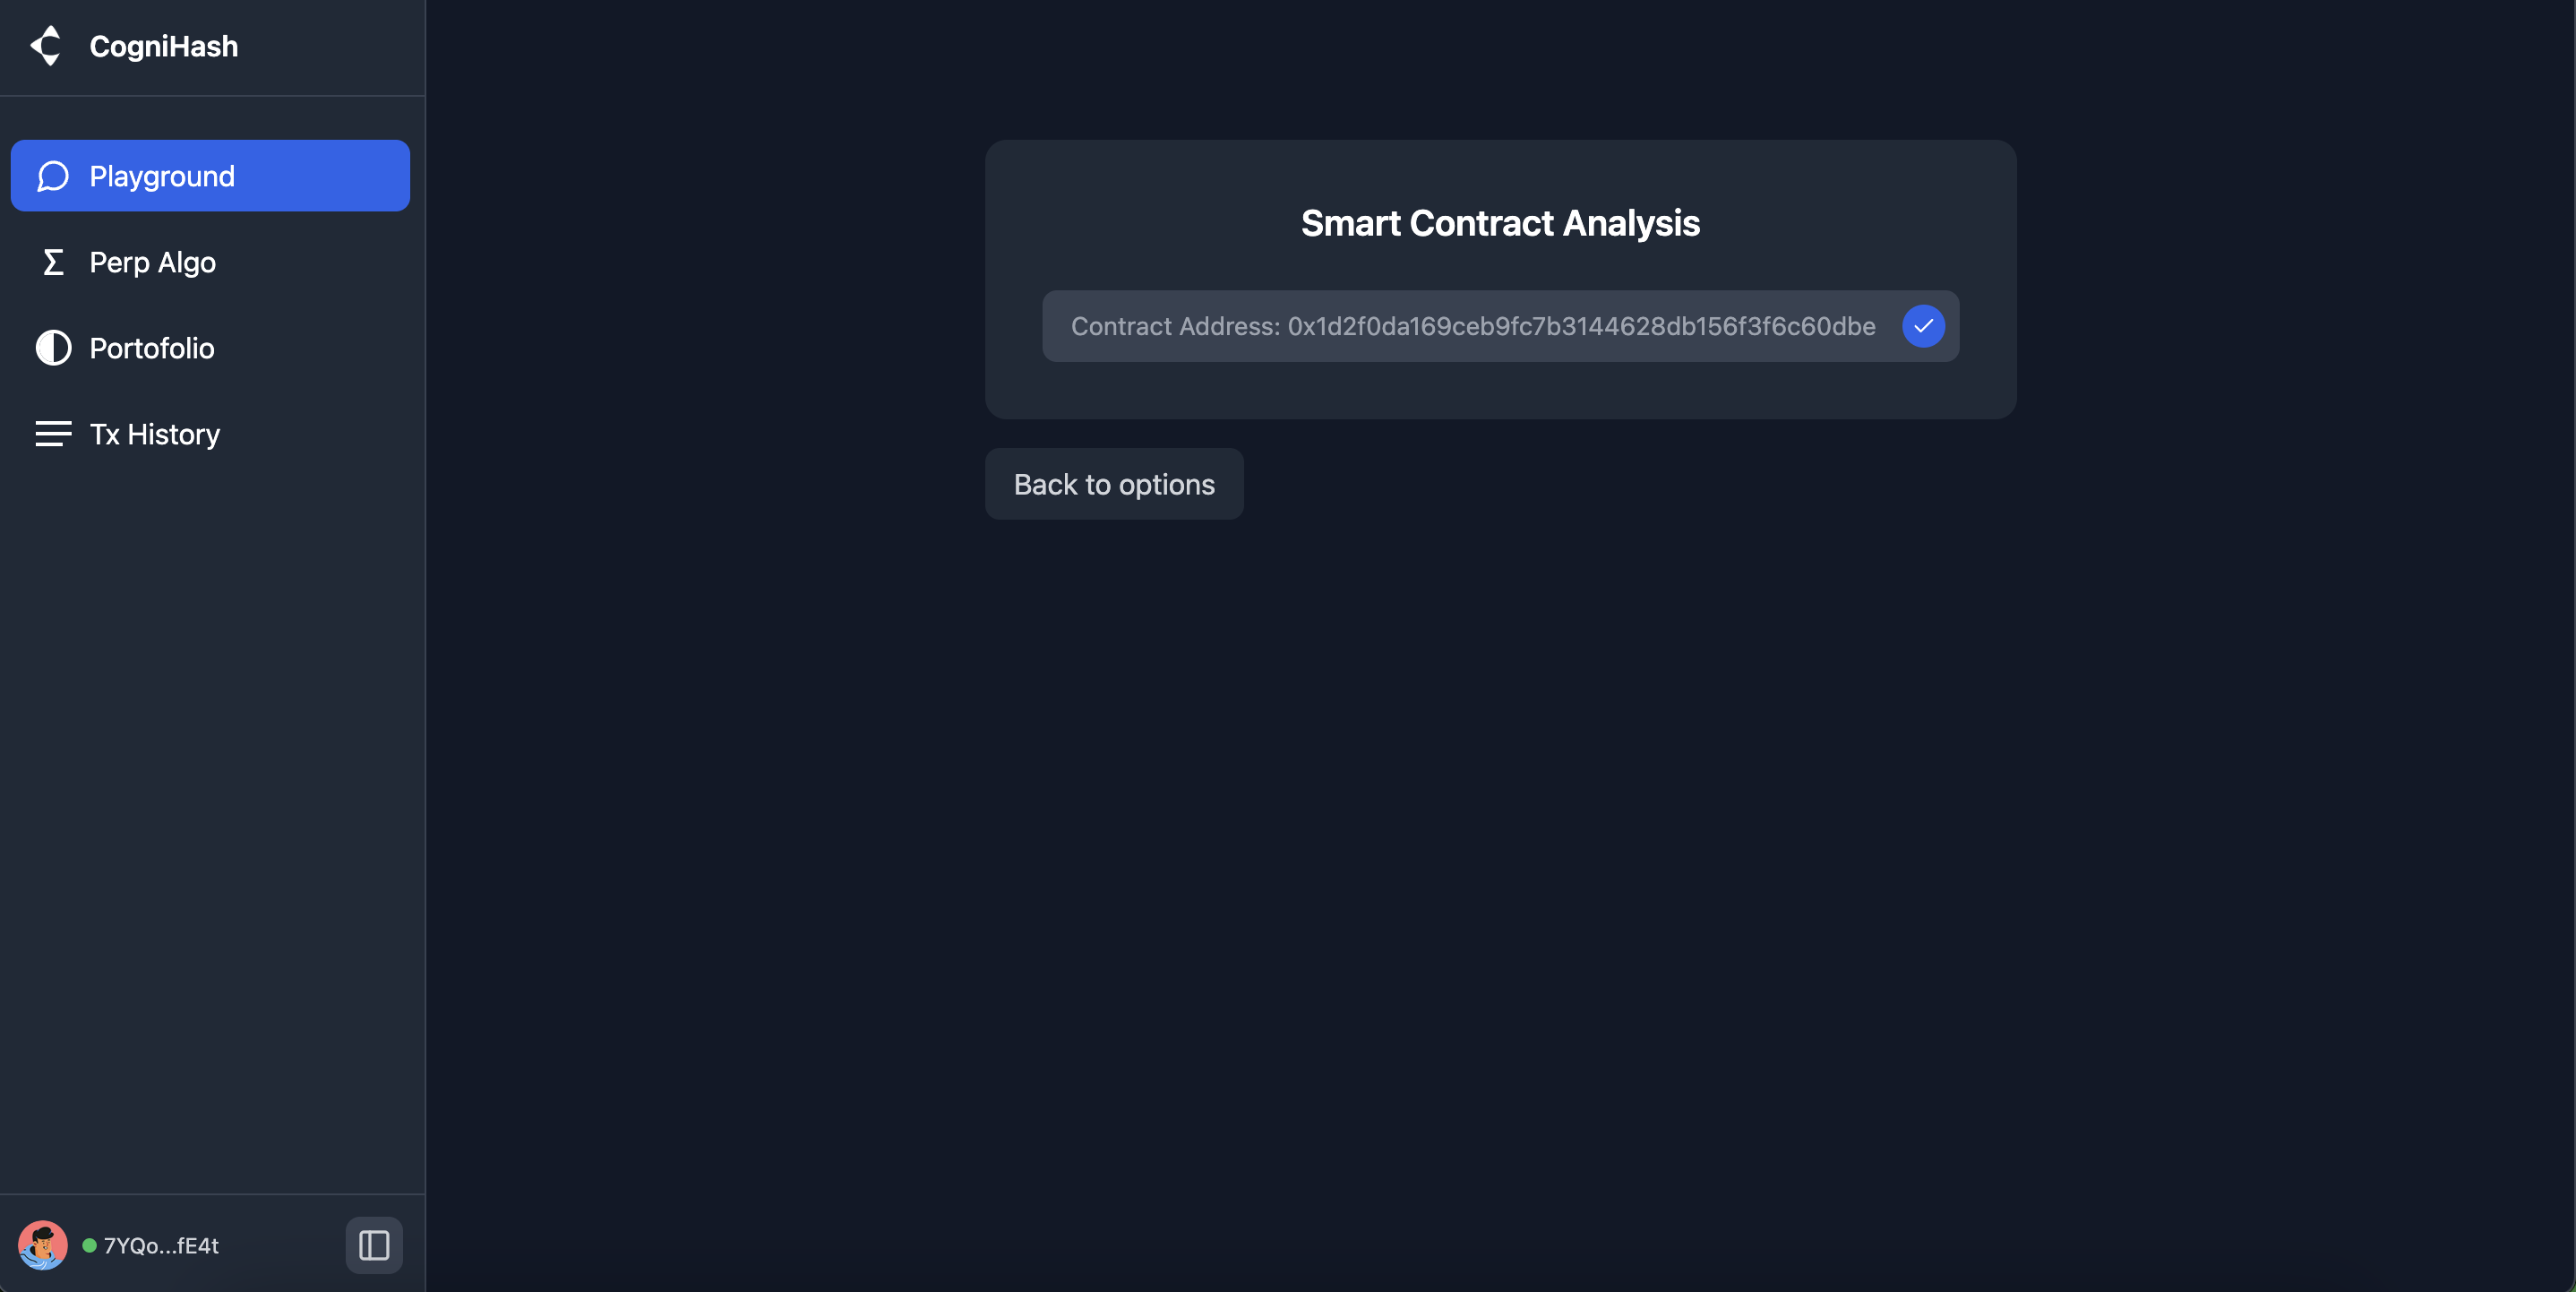 CogniHash
Playground
Perp Algo
Portofolio
Tx History
7YQo...fE4t
Smart Contract Analysis
Contract Address: 0x1d2f0da169ceb9fc7b3144628db156f3f6c60dbe
Back to options